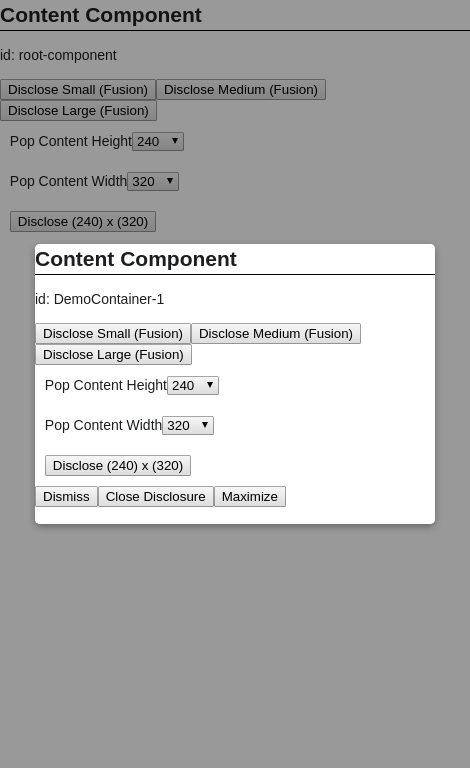 Content Component
id: root-component
Disclose Small (Fusion) Disclose Medium (Fusion)
Disclose Large (Fusion)
Pop Content Height 240
Pop Content Width 320
Disclose (240) x (320)
Content Component
id: DemoContainer-1
Disclose Small (Fusion) Disclose Medium (Fusion)
Disclose Large (Fusion)
Pop Content Height 240
Pop Content Width 320
Disclose (240) x (320)
Dismiss Close Disclosure Maximize